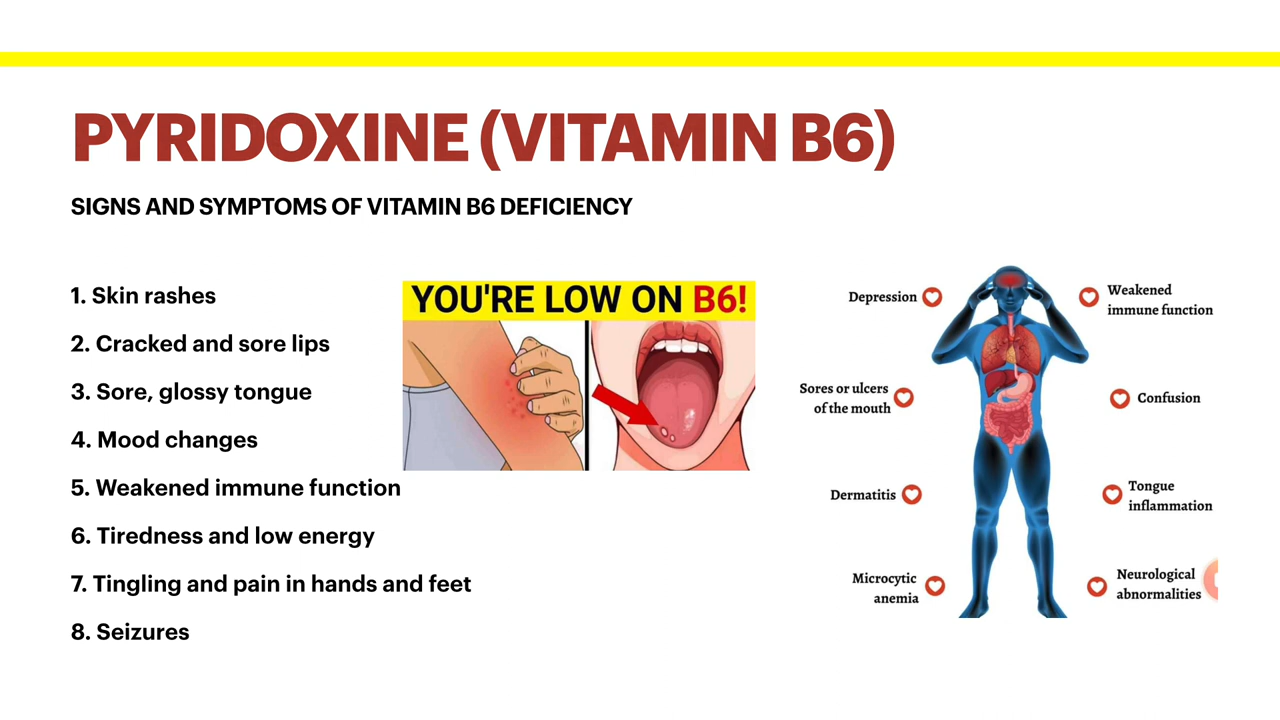 PYRIDOXINE (VITAMIN B6)
SIGNS AND SYMPTOMS OF VITAMIN B6 DEFICIENCY
1. Skin rashes
2. Cracked and sore lips
3. Sore, glossy tongue
4. Mood changes
5. Weakened immune function
6. Tiredness and low energy
7. Tingling and pain in hands and feet
8. Seizures
YOU'RE LOW ON B6!
Depression
Weakened
immune function
Sores or ulcers
of the mouth
Confusion
Dermatitis
Tongue
inflammation
Microcytic
anemia
Neurological
abnormalities